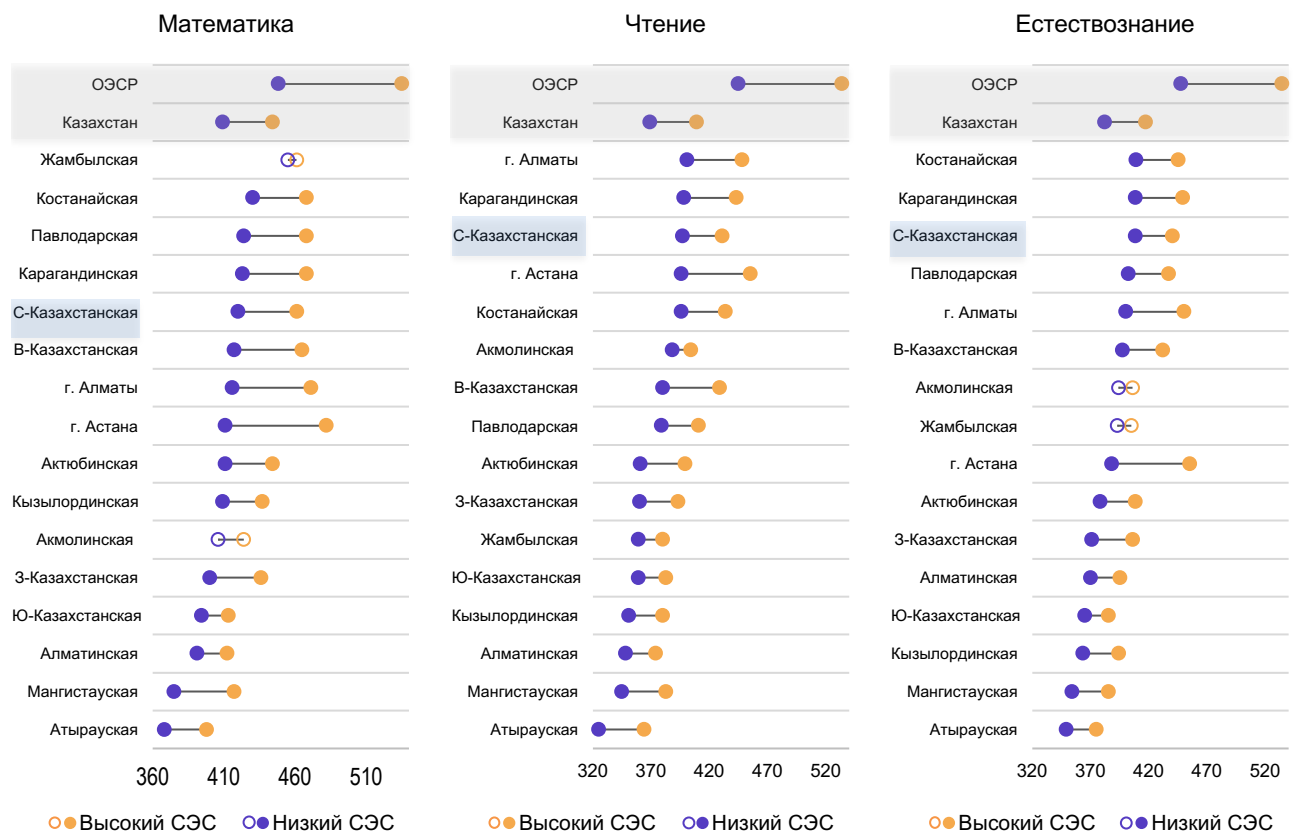 Математика
ОЭСР
Казахстан
Жамбылская
Костанайская
Павлодарская
Карагандинская
С-Казахстанская
В-Казахстанская
г. Алматы
г. Астана
Актюбинская
Кызылординская
Акмолинская
З-Казахстанская
Ю-Казахстанская
Алматинская
Мангистауская
Атырауская
360 410 460 510
Высокий СЭС Низкий СЭС
Чтение
ОЭСР
Казахстан
г. Алматы
Карагандинская
С-Казахстанская
г. Астана
Костанайская
Акмолинская
В-Казахстанская
Павлодарская
Актюбинская
З-Казахстанская
Жамбылская
Ю-Казахстанская
Кызылординская
Алматинская
Мангистауская
Атырауская
320 370 420 470 520
Высокий СЭС Низкий СЭС
Естествознание
ОЭСР
Казахстан
Костанайская
Карагандинская
С-Казахстанская
Павлодарская
г. Алматы
В-Казахстанская
Акмолинская
Жамбылская
г. Астана
Актюбинская
З-Казахстанская
Алматинская
Ю-Казахстанская
Кызылординская
Мангистауская
Атырауская
320 370 420 470 520
Высокий СЭС Низкий СЭС